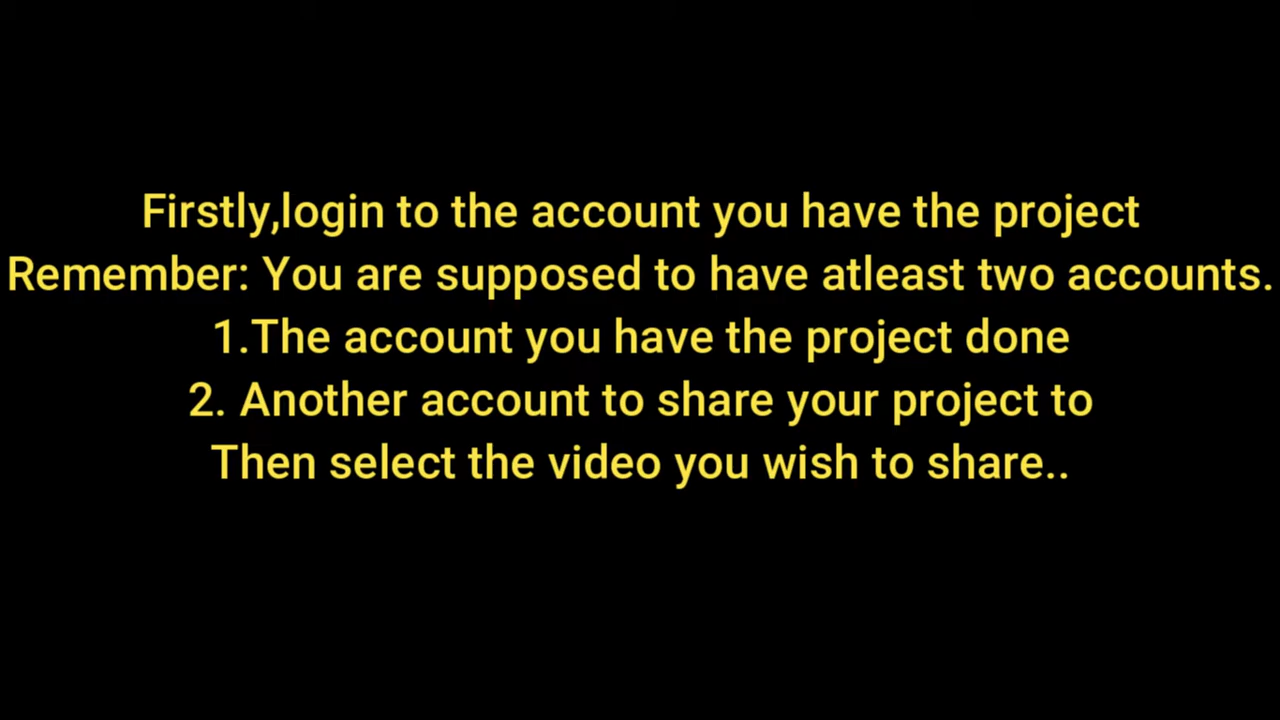 Firstly,login to the account you have the project
Remember: You are supposed to have atleast two accounts.
1.The account you have the project done
2. Another account to share your project to
Then select the video you wish to share..